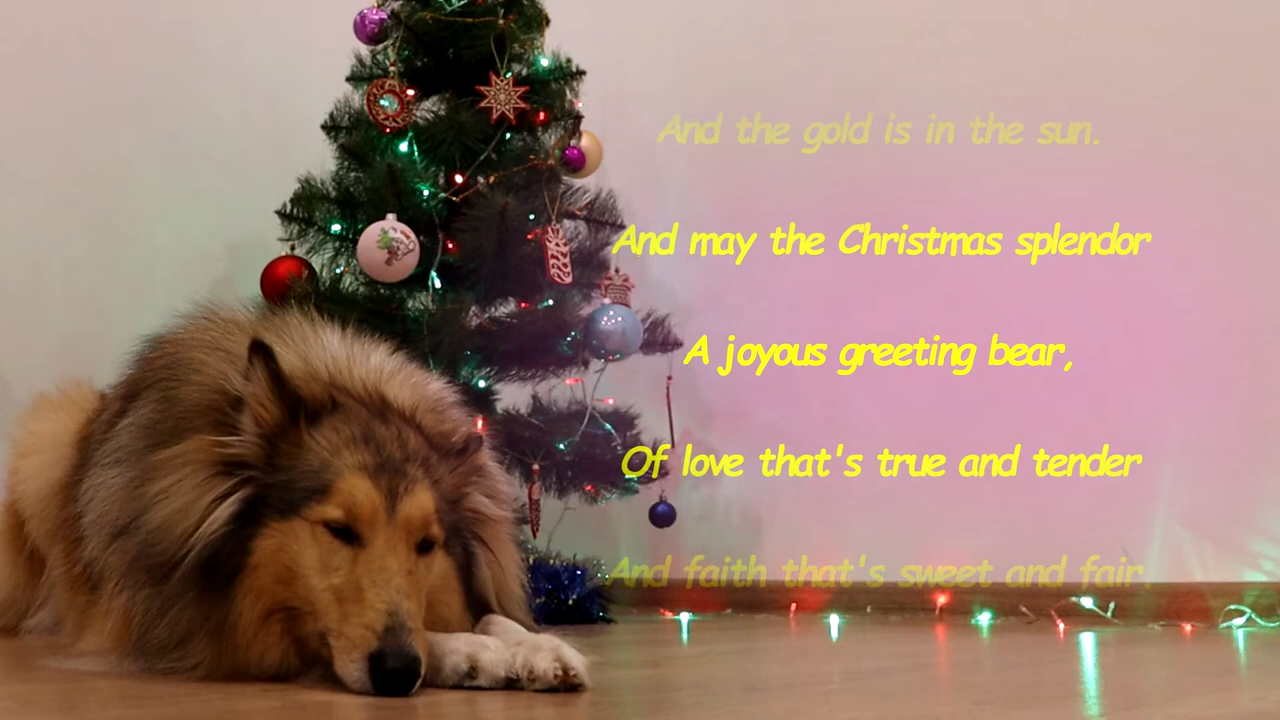 And the gold is in the sun.
And may the Christmas splendor
A joyous greeting bear,
Of love that's true and tender
And faith that's sweet and fair.